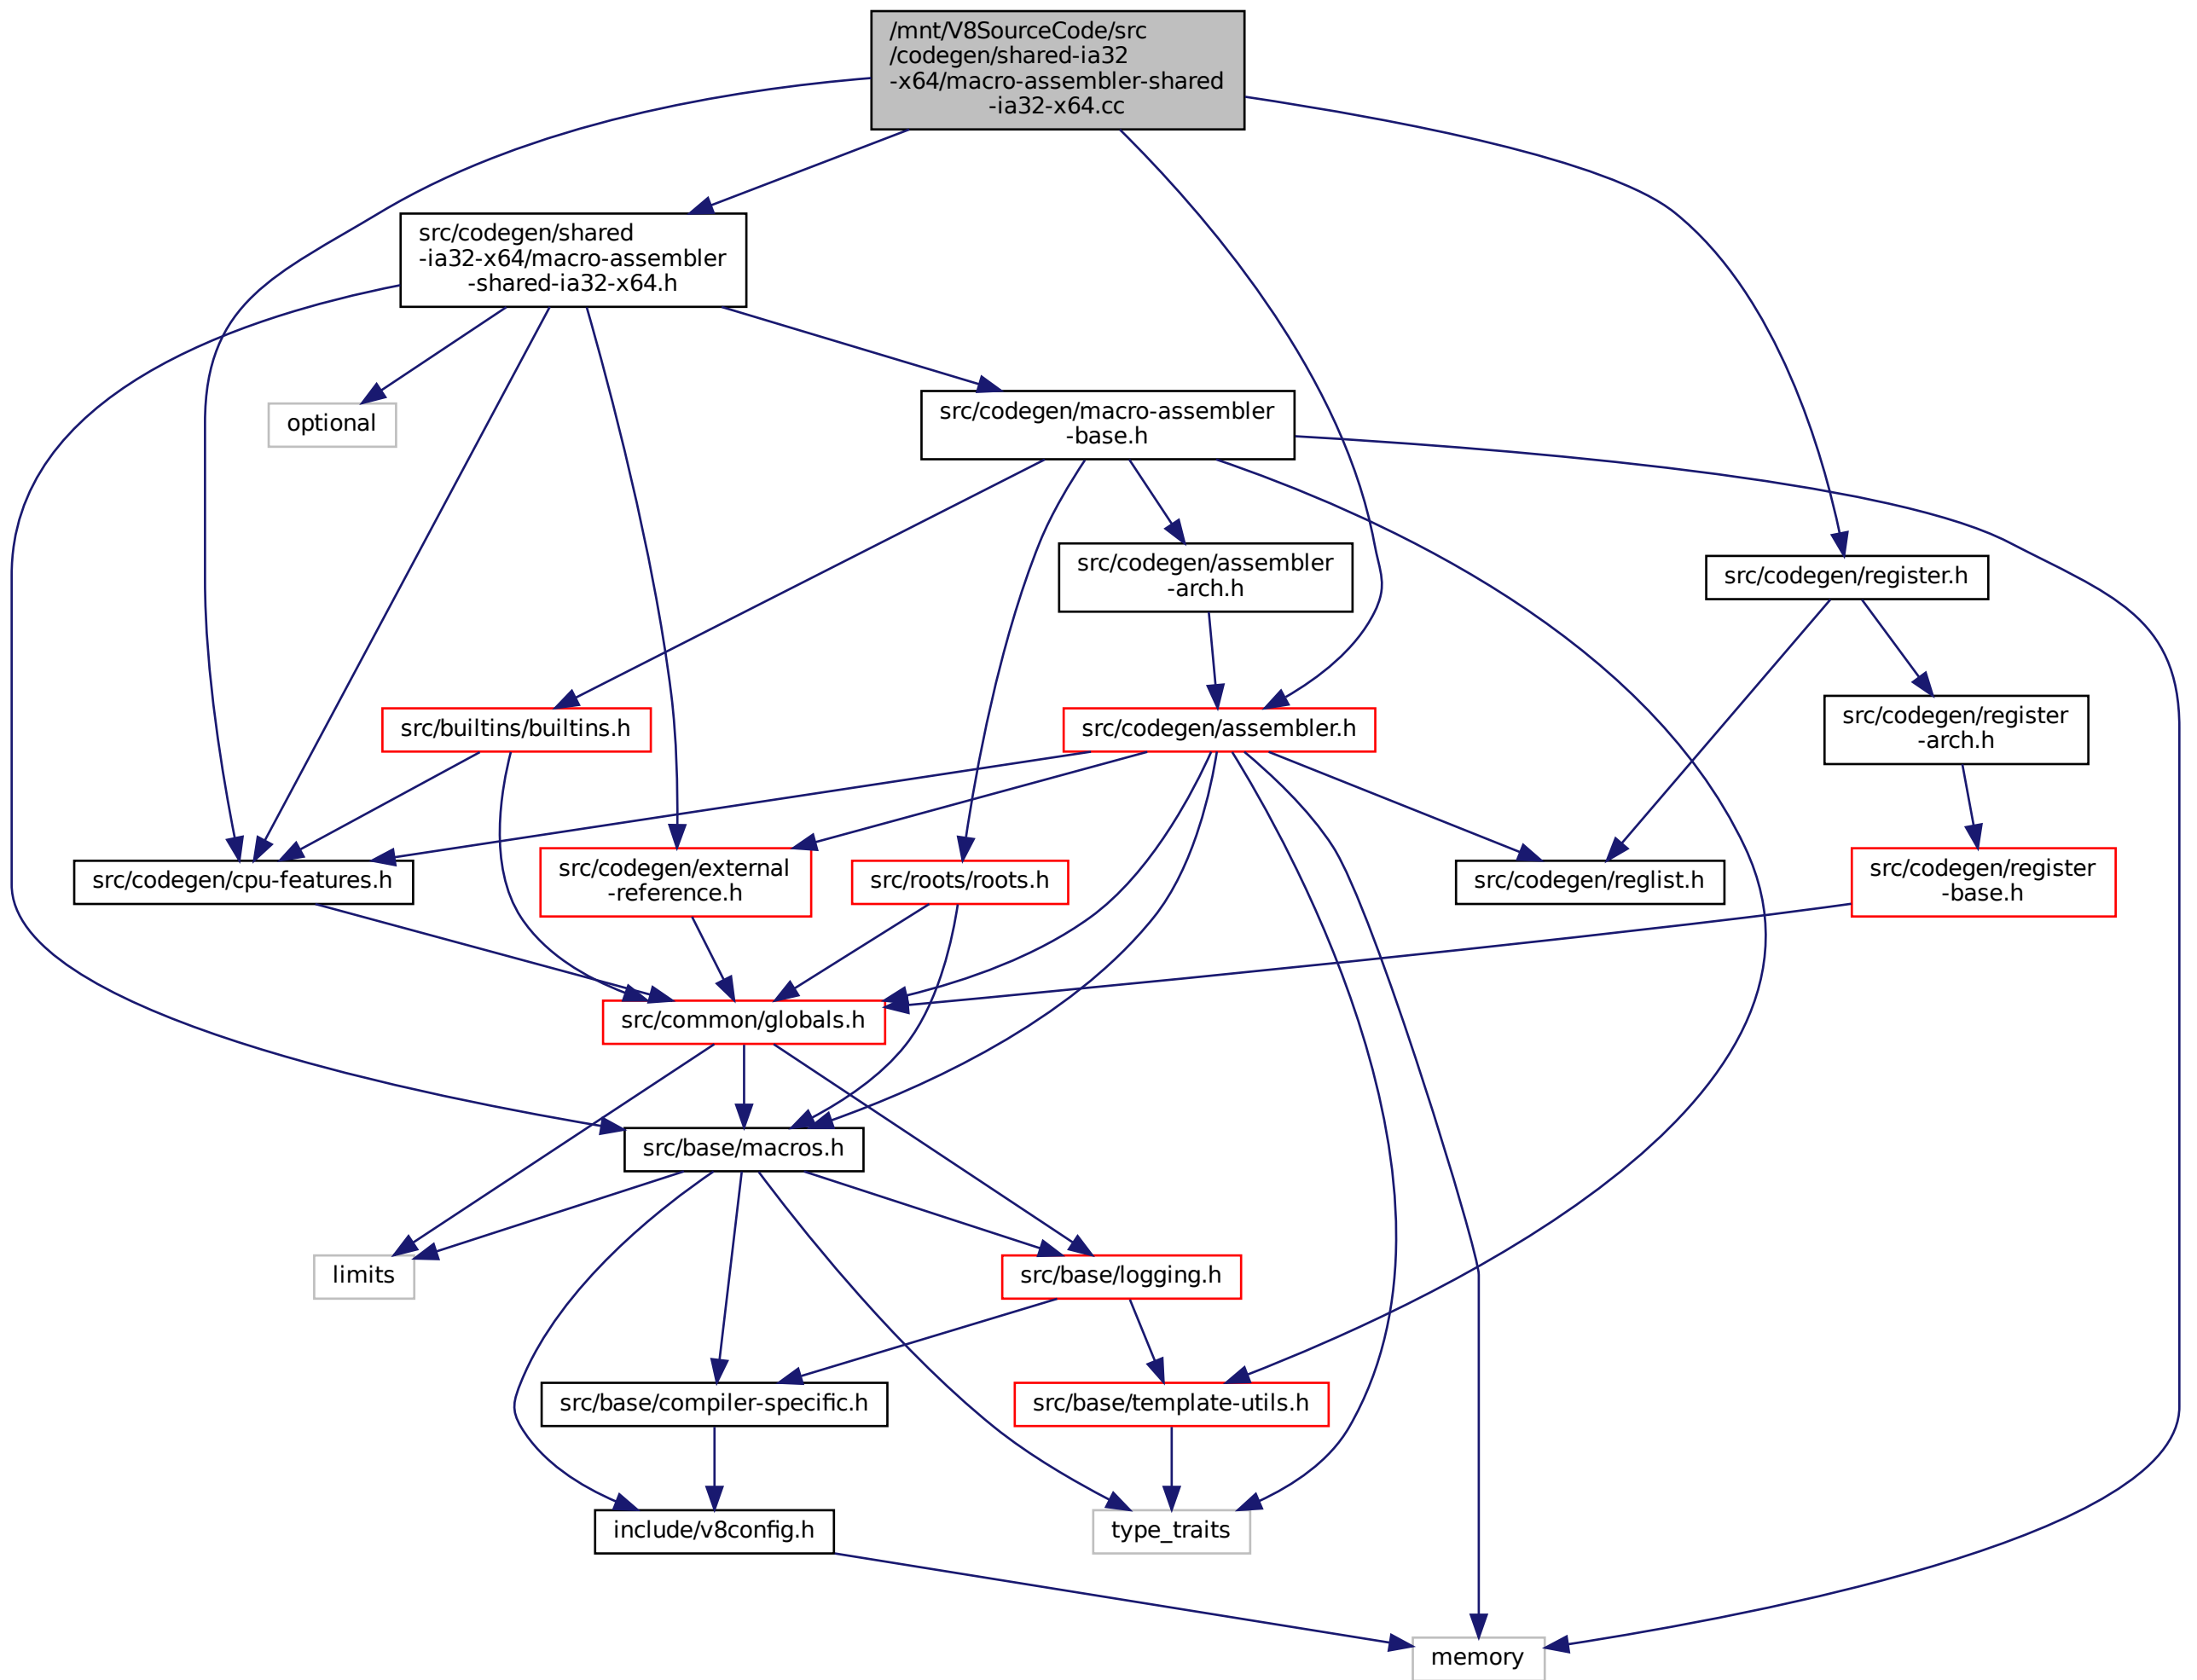 /mnt/V8SourceCode/src
/codegen/shared-ia32
-x64/macro-assembler-shared
-ia32-x64.cc
src/codegen/shared
-ia32-x64/macro-assembler
-shared-ia32-x64.h
optional
src/codegen/macro-assembler
-base.h
src/codegen/assembler
-arch.h
src/codegen/register.h
src/builtins/builtins.h
src/codegen/assembler.h
src/codegen/register
-arch.h
src/codegen/cpu-features.h
src/codegen/external
-reference.h
src/roots/roots.h
src/codegen/reglist.h
src/codegen/register
-base.h
src/common/globals.h
src/base/macros.h
limits
src/base/logging.h
src/base/compiler-specific.h
src/base/template-utils.h
include/v8config.h
type_traits
memory